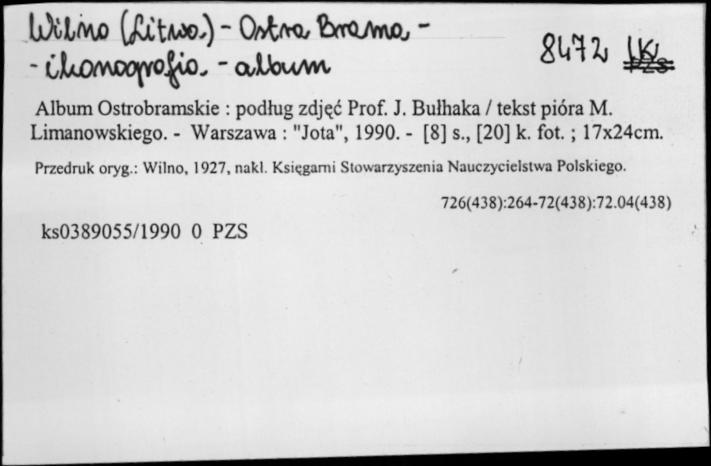 Wilno (Litwa) - Ostra Brama -
- ikonografia - album
8472 IK
PZS
Album Ostrobramskie : podług zdjęć Prof. J. Bułhaka / tekst pióra M.
Limanowskiego. - Warszawa : "Jota", 1990. - [8] s., [20] k. fot. ; 17x24cm.
Przedruk oryg.: Wilno, 1927, nakl. Księgarni Stowarzyszenia Nauczycielstwa Polskiego.
726(438):264-72(438):72.04(438)
ks0389055/1990 0 PZS